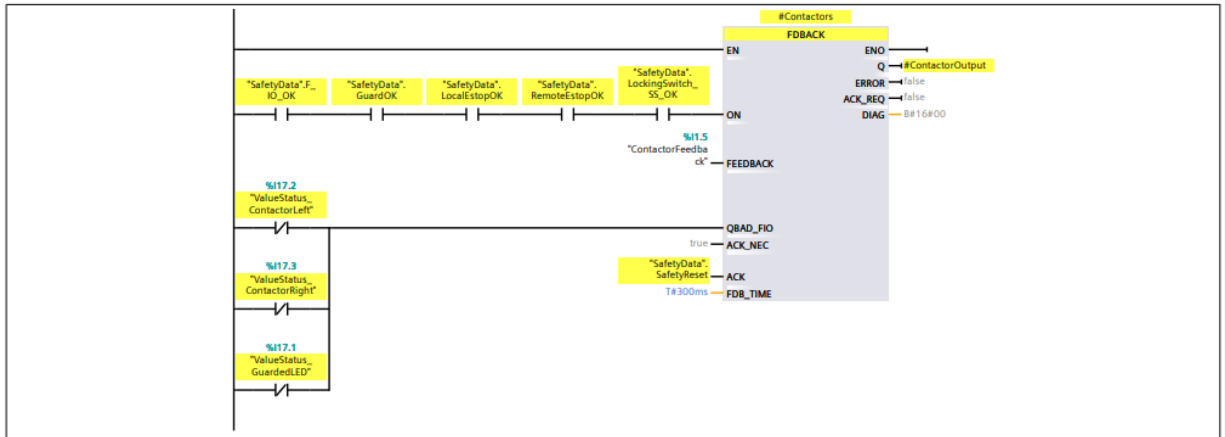 #Contactors
FDBACK
EN
ENO
Q
#ContactorOutput
"SafetyData".F_
IO_OK
"SafetyData".
GuardOK
"SafetyData".
LocalEstopOK
"SafetyData".
RemoteEstopOK
"SafetyData".
LockingSwitch_
SS_OK
ERROR
false
ACK_REQ
false
ON
DIAG
B#16#00
%I1.5
"ContactorFeedba
ck"
FEEDBACK
%I17.2
"ValueStatus_
ContactorLeft"
QBAD_FIO
true
ACK_NEC
%I17.3
"ValueStatus_
ContactorRight"
"SafetyData".
SafetyReset
ACK
T#300ms
FDB_TIME
%I17.1
"ValueStatus_
GuardedLED"